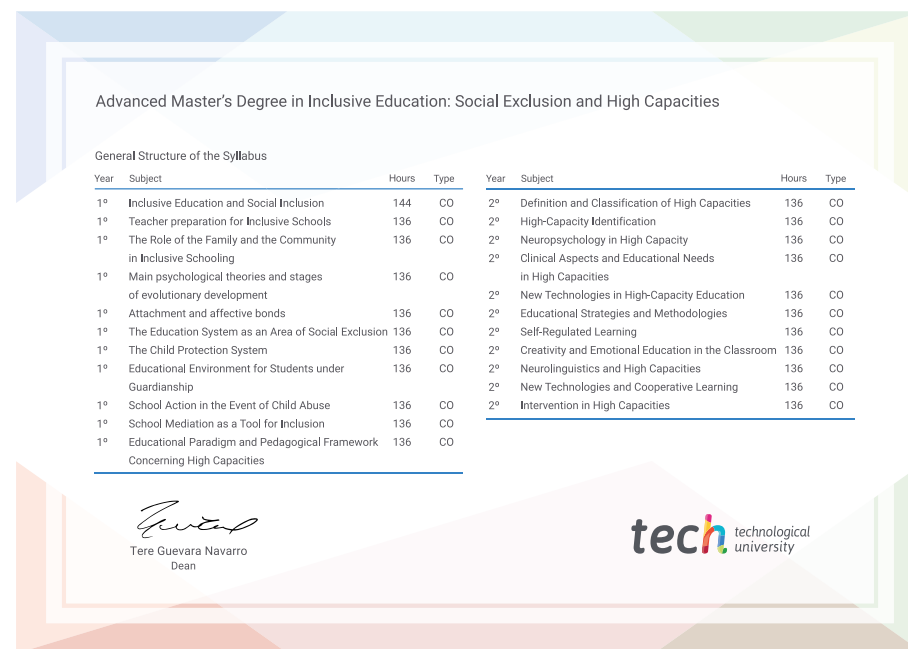 Advanced Master's Degree in Inclusive Education: Social Exclusion and High Capacities
General Structure of the Syllabus
Year Subject Hours Type
1º Inclusive Education and Social Inclusion 144 CO
1º Teacher preparation for Inclusive Schools 136 CO
1º The Role of the Family and the Community 136 CO
in Inclusive Schooling
1º Main psychological theories and stages 136 CO
of evolutionary development
1º Attachment and affective bonds 136 CO
1º The Education System as an Area of Social Exclusion 136 CO
1º The Child Protection System 136 CO
1º Educational Environment for Students under 136 CO
Guardianship
1º School Action in the Event of Child Abuse 136 CO
1º School Mediation as a Tool for Inclusion 136 CO
1º Educational Paradigm and Pedagogical Framework 136 CO
Concerning High Capacities
Year Subject Hours Type
2º Definition and Classification of High Capacities 136 CO
2º High-Capacity Identification 136 CO
2º Neuropsychology in High Capacity 136 CO
2º Clinical Aspects and Educational Needs 136 CO
in High Capacities
2º New Technologies in High-Capacity Education 136 CO
2º Educational Strategies and Methodologies 136 CO
2º Self-Regulated Learning 136 CO
2º Creativity and Emotional Education in the Classroom 136 CO
2º Neurolinguistics and High Capacities 136 CO
2º New Technologies and Cooperative Learning 136 CO
2º Intervention in High Capacities 136 CO
Tere Guevara Navarro
Dean
tech technological
university